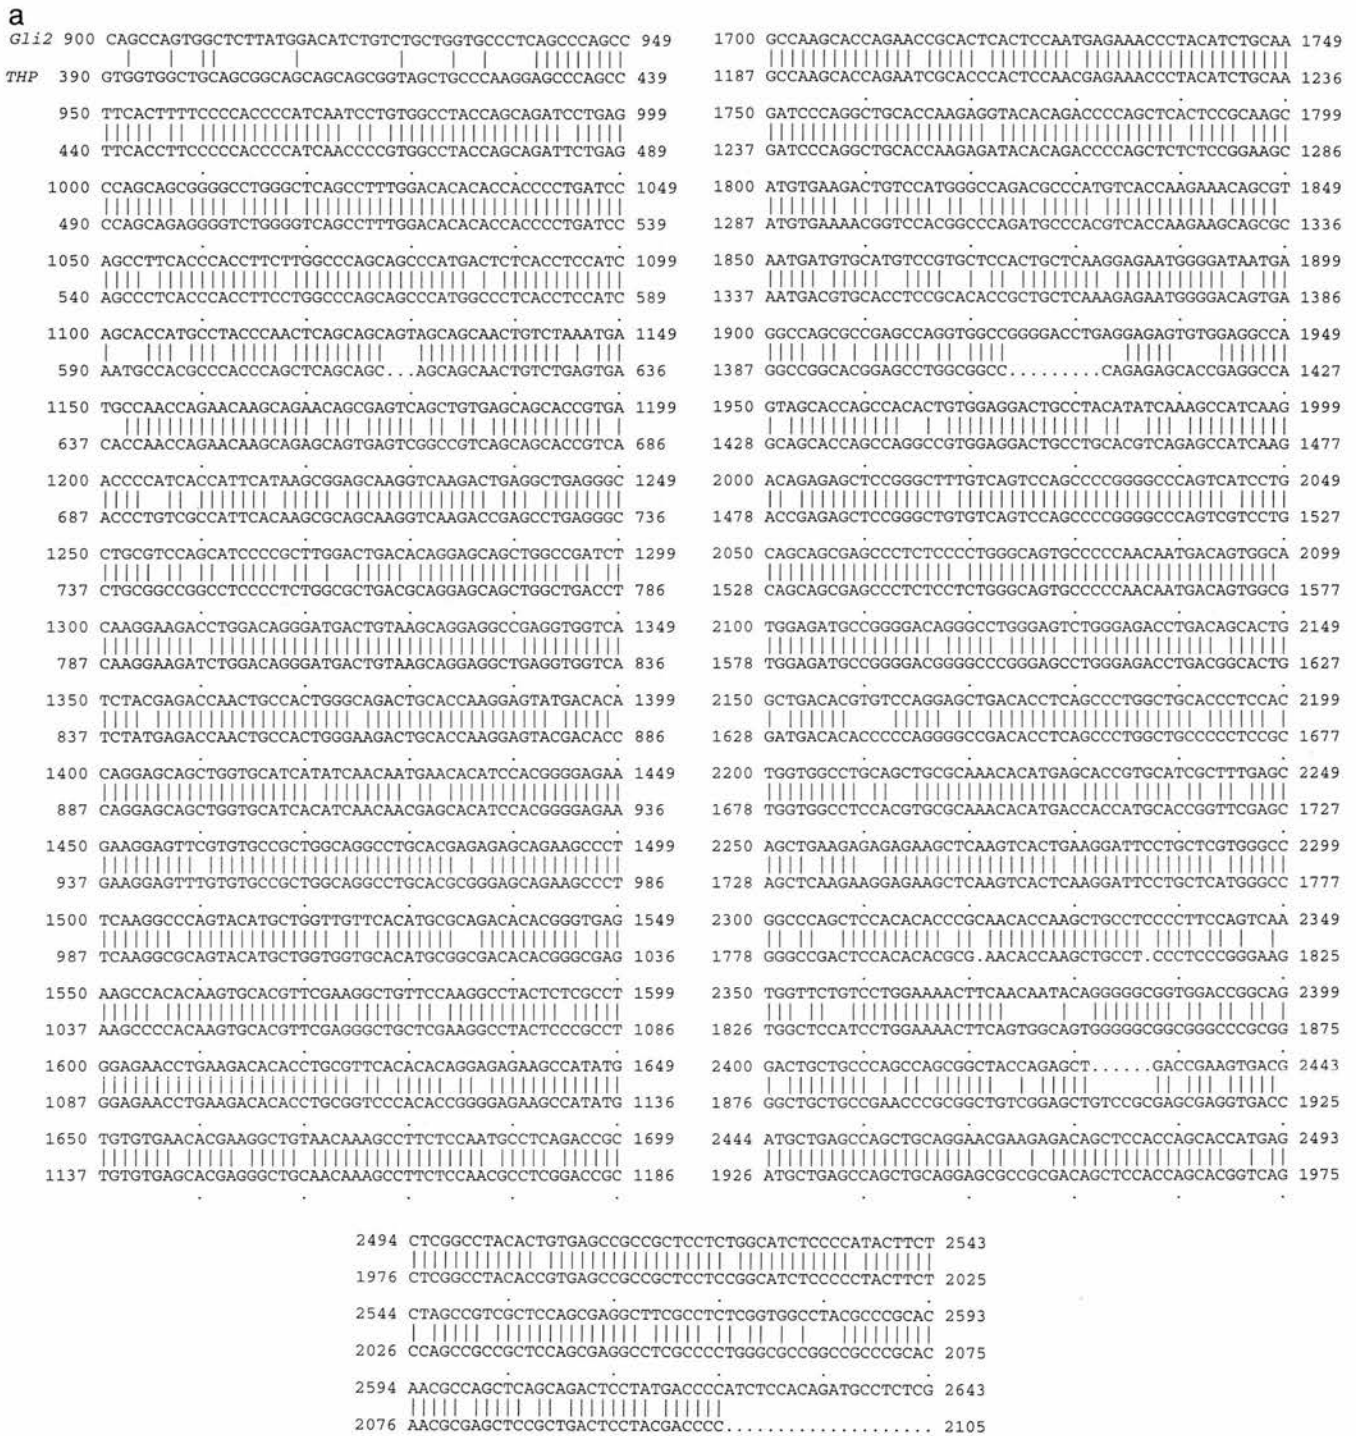 a
Gli2 900 CAGCCAGTGGCTCTTATGGACATCTGTCTGCTGGTGCCCTCAGCCCAGCC 949
THP 390 GTGGTGGCTGCAGCGGCAGCAGCAGCGGTAGCTGCCCAAGGAGCCCAGCC 439
950 TTCACTTTTCCCCACCCCATCAATCCTGTGGCCTACCAGCAGATCCTGAG 999
440 TTCACCTTCCCCCACCCCATCAACCCCGTGGCCTACCAGCAGATTCTGAG 489
1000 CCAGCAGCGGGGCCTGGGCTCAGCCTTTGGACACACACCACCCCTGATCC 1049
490 CCAGCAGAGGGGTCTGGGGTCAGCCTTTGGACACACACCACCCCTGATCC 539
1050 AGCCTTCACCCACCTTCTTGGCCCAGCAGCCCATGACTCTCACCTCCATC 1099
540 AGCCCTCACCCACCTTCCTGGCCCAGCAGCCCATGGCCCTCACCTCCATC 589
1100 AGCACCATGCCTACCCAACTCAGCAGCAGTAGCAGCAACTGTCTAAATGA 1149
590 AATGCCACGCCCACCCAGCTCAGCAGC...AGCAGCAACTGTCTGAGTGA 636
1150 TGCCAACCAGAACAAGCAGAACAGCGAGTCAGCTGTGAGCAGCACCGTGA 1199
637 CACCAACCAGAACAAGCAGAGCAGTGAGTCGGCCGTCAGCAGCACCGTCA 686
1200 ACCCCATCACCATTCATAAGCGGAGCAAGGTCAAGACTGAGGCTGAGGGC 1249
687 ACCCTGTCGCCATTCACAAGCGCAGCAAGGTCAAGACCGAGCCTGAGGGC 736
1250 CTGCGTCCAGCATCCCCGCTTGGACTGACACAGGAGCAGCTGGCCGATCT 1299
737 CTGCGGCCGGCCTCCCCTCTGGCGCTGACGCAGGAGCAGCTGGCTGACCT 786
1300 CAAGGAAGACCTGGACAGGGATGACTGTAAGCAGGAGGCCGAGGTGGTCA 1349
787 CAAGGAAGATCTGGACAGGGATGACTGTAAGCAGGAGGCTGAGGTGGTCA 836
1350 TCTACGAGACCAACTGCCACTGGGCAGACTGCACCAAGGAGTATGACACA 1399
837 TCTATGAGACCAACTGCCACTGGGAAGACTGCACCAAGGAGTACGACACC 886
1400 CAGGAGCAGCTGGTGCATCATATCAACAATGAACACATCCACGGGGAGAA 1449
887 CAGGAGCAGCTGGTGCATCACATCAACAACGAGCACATCCACGGGGAGAA 936
1450 GAAGGAGTTCGTGTGCCGCTGGCAGGCCTGCACGAGAGAGCAGAAGCCCT 1499
937 GAAGGAGTTTGTGTGCCGCTGGCAGGCCTGCACGCGGGAGCAGAAGCCCT 986
1500 TCAAGGCCCAGTACATGCTGGTTGTTCACATGCGCAGACACACGGGTGAG 1549
987 TCAAGGCGCAGTACATGCTGGTGGTGCACATGCGGCGACACACGGGCGAG 1036
1550 AAGCCACACAAGTGCACGTTCGAAGGCTGTTCCAAGGCCTACTCTCGCCT 1599
1037 AAGCCCCACAAGTGCACGTTCGAGGGCTGCTCGAAGGCCTACTCCCGCCT 1086
1600 GGAGAACCTGAAGACACACCTGCGTTCACACACAGGAGAGAAGCCATATG 1649
1087 GGAGAACCTGAAGACACACCTGCGGTCCCACACCGGGGAGAAGCCATATG 1136
1650 TGTGTGAACACGAAGGCTGTAACAAAGCCTTCTCCAATGCCTCAGACCGC 1699
1137 TGTGTGAGCACGAGGGCTGCAACAAAGCCTTCTCCAACGCCTCGGACCGC 1186
1700 GCCAAGCACCAGAACCGCACTCACTCCAATGAGAAACCCTACATCTGCAA 1749
1187 GCCAAGCACCAGAATCGCACCCACTCCAACGAGAAACCCTACATCTGCAA 1236
1750 GATCCCAGGCTGCACCAAGAGGTACACAGACCCCAGCTCACTCCGCAAGC 1799
1237 GATCCCAGGCTGCACCAAGAGATACACAGACCCCAGCTCTCTCCGGAAGC 1286
1800 ATGTGAAGACTGTCCATGGGCCAGACGCCCATGTCACCAAGAAACAGCGT 1849
1287 ATGTGAAAACGGTCCACGGCCCAGATGCCCACGTCACCAAGAAGCAGCGC 1336
1850 AATGATGTGCATGTCCGTGCTCCACTGCTCAAGGAGAATGGGGATAATGA 1899
1337 AATGACGTGCACCTCCGCACACCGCTGCTCAAAGAGAATGGGGACAGTGA 1386
1900 GGCCAGCGCCGAGCCAGGTGGCCGGGGACCTGAGGAGAGTGTGGAGGCCA 1949
1387 GGCCGGCACGGAGCCTGGCGGCC.........CAGAGAGCACCGAGGCCA 1427
1950 GTAGCACCAGCCACACTGTGGAGGACTGCCTACATATCAAAGCCATCAAG 1999
1428 GCAGCACCAGCCAGGCCGTGGAGGACTGCCTGCACGTCAGAGCCATCAAG 1477
2000 ACAGAGAGCTCCGGGCTTTGTCAGTCCAGCCCCGGGGCCCAGTCATCCTG 2049
1478 ACCGAGAGCTCCGGGCTGTGTCAGTCCAGCCCCGGGGCCCAGTCGTCCTG 1527
2050 CAGCAGCGAGCCCTCTCCCCTGGGCAGTGCCCCCAACAATGACAGTGGCA 2099
1528 CAGCAGCGAGCCCTCTCCTCTGGGCAGTGCCCCCAACAATGACAGTGGCG 1577
2100 TGGAGATGCCGGGGACAGGGCCTGGGAGTCTGGGAGACCTGACAGCACTG 2149
1578 TGGAGATGCCGGGGACGGGGCCCGGGAGCCTGGGAGACCTGACGGCACTG 1627
2150 GCTGACACGTGTCCAGGAGCTGACACCTCAGCCCTGGCTGCACCCTCCAC 2199
1628 GATGACACACCCCCAGGGGCCGACACCTCAGCCCTGGCTGCCCCCTCCGC 1677
2200 TGGTGGCCTGCAGCTGCGCAAACACATGAGCACCGTGCATCGCTTTGAGC 2249
1678 TGGTGGCCTCCACGTGCGCAAACACATGACCACCATGCACCGGTTCGAGC 1727
2250 AGCTGAAGAGAGAGAAGCTCAAGTCACTGAAGGATTCCTGCTCGTGGGCC 2299
1728 AGCTCAAGAAGGAGAAGCTCAAGTCACTCAAGGATTCCTGCTCATGGGCC 1777
2300 GGCCCAGCTCCACACACCCGCAACACCAAGCTGCCTCCCCTTCCAGTCAA 2349
1778 GGGCCGACTCCACACACGCG.AACACCAAGCTGCCT.CCCTCCCGGGAAG 1825
2350 TGGTTCTGTCCTGGAAAACTTCAACAATACAGGGGGCGGTGGACCGGCAG 2399
1826 TGGCTCCATCCTGGAAAACTTCAGTGGCAGTGGGGGCGGCGGGCCCGCGG 1875
2400 GACTGCTGCCCAGCCAGCGGCTACCAGAGCT......GACCGAAGTGACG 2443
1876 GGCTGCTGCCGAACCCGCGGCTGTCGGAGCTGTCCGCGAGCGAGGTGACC 1925
2444 ATGCTGAGCCAGCTGCAGGAACGAAGAGACAGCTCCACCAGCACCATGAG 2493
1926 ATGCTGAGCCAGCTGCAGGAGCGCCGCGACAGCTCCACCAGCACGGTCAG 1975
2494 CTCGGCCTACACTGTGAGCCGCCGCTCCTCTGGCATCTCCCCATACTTCT 2543
1976 CTCGGCCTACACCGTGAGCCGCCGCTCCTCCGGCATCTCCCCCTACTTCT 2025
2544 CTAGCCGTCGCTCCAGCGAGGCTTCGCCTCTCGGTGGCCTACGCCCGCAC 2593
2026 CCAGCCGCCGCTCCAGCGAGGCCTCGCCCCTGGGCGCCGGCCGCCCGCAC 2075
2594 AACGCCAGCTCAGCAGACTCCTATGACCCCATCTCCACAGATGCCTCTCG 2643
2076 AACGCGAGCTCCGCTGACTCCTACGACCCC.................... 2105